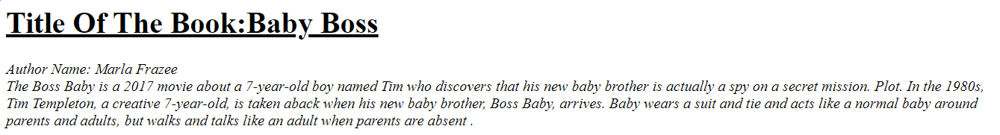 Title Of The Book:Baby Boss
Author Name: Marla Frazee
The Boss Baby is a 2017 movie about a 7-year-old boy named Tim who discovers that his new baby brother is actually a spy on a secret mission. Plot. In the 1980s,
Tim Templeton, a creative 7-year-old, is taken aback when his new baby brother, Boss Baby, arrives. Baby wears a suit and tie and acts like a normal baby around
parents and adults, but walks and talks like an adult when parents are absent .